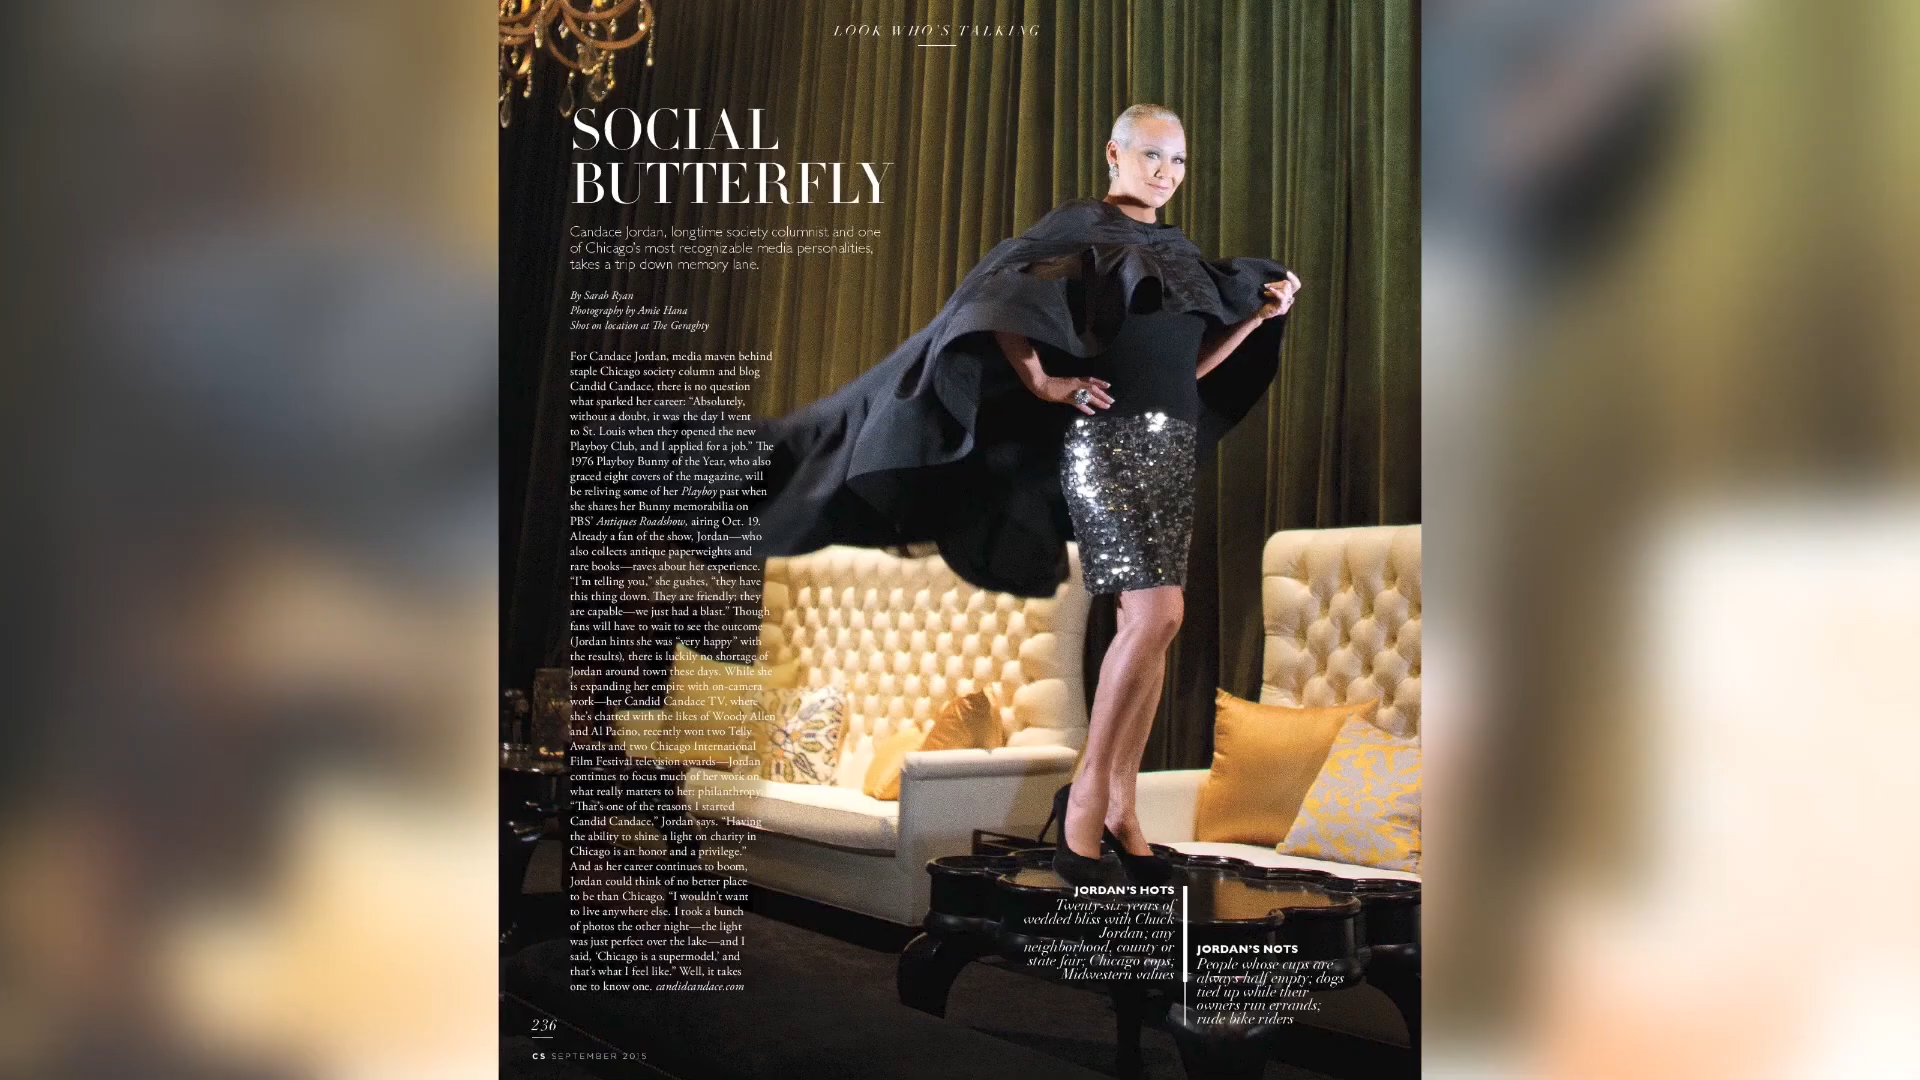 LOOK WHO'S TALKING
SOCIAL
BUTTERFLY
Candace Jordan, longtime society columnist and one
of Chicago's most recognizable media personalities,
takes a trip down memory lane.
By Sarah Ryan
Photography by Amie Hana
Shot on location at The Geraghty
For Candace Jordan, media maven behind
staple Chicago society column and blog
Candid Candace, there is no question
what sparked her career: “Absolutely,
without a doubt, it was the day I went
to St. Louis when they opened the new
Playboy Club, and I applied for a job.” The
1976 Playboy Bunny of the Year, who also
graced eight covers of the magazine, will
be reliving some of her Playboy past when
she shares her Bunny memorabilia on
PBS’ Antiques Roadshow, airing Oct. 19.
Already a fan of the show, Jordan—who
also collects antique paperweights and
rare books—raves about her experience.
“I’m telling you,” she gushes, “they have
this thing down. They are friendly; they
are capable—we just had a blast.” Though
fans will have to wait to see the outcome
(Jordan hints she was “very happy” with
the results), there is luckily no shortage of
Jordan around town these days. While she
is expanding her empire with on-camera
work—her Candid Candace TV, where
she’s chatted with the likes of Woody Allen
and Al Pacino, recently won two Telly
Awards and two Chicago International
Film Festival television awards—Jordan
continues to focus much of her work on
what really matters to her: philanthropy.
“That’s one of the reasons I started
Candid Candace,” Jordan says. “Having
the ability to shine a light on charity in
Chicago is an honor and a privilege.”
And as her career continues to boom,
Jordan could think of no better place
to be than Chicago. “I wouldn’t want
to live anywhere else. I took a bunch
of photos the other night—the light
was just perfect over the lake—and I
said, ‘Chicago is a supermodel,’ and
that’s what I feel like.” Well, it takes
one to know one. candidcandace.com
JORDAN’S HOTS
Twenty-six years of
wedded bliss with Chuck
Jordan; any
neighborhood, county or
state fair; Chicago cops;
Midwestern values
JORDAN’S NOTS
People whose cups are
always half empty; dogs
tied up while their
owners run errands;
rude bike riders
236
CS SEPTEMBER 2015